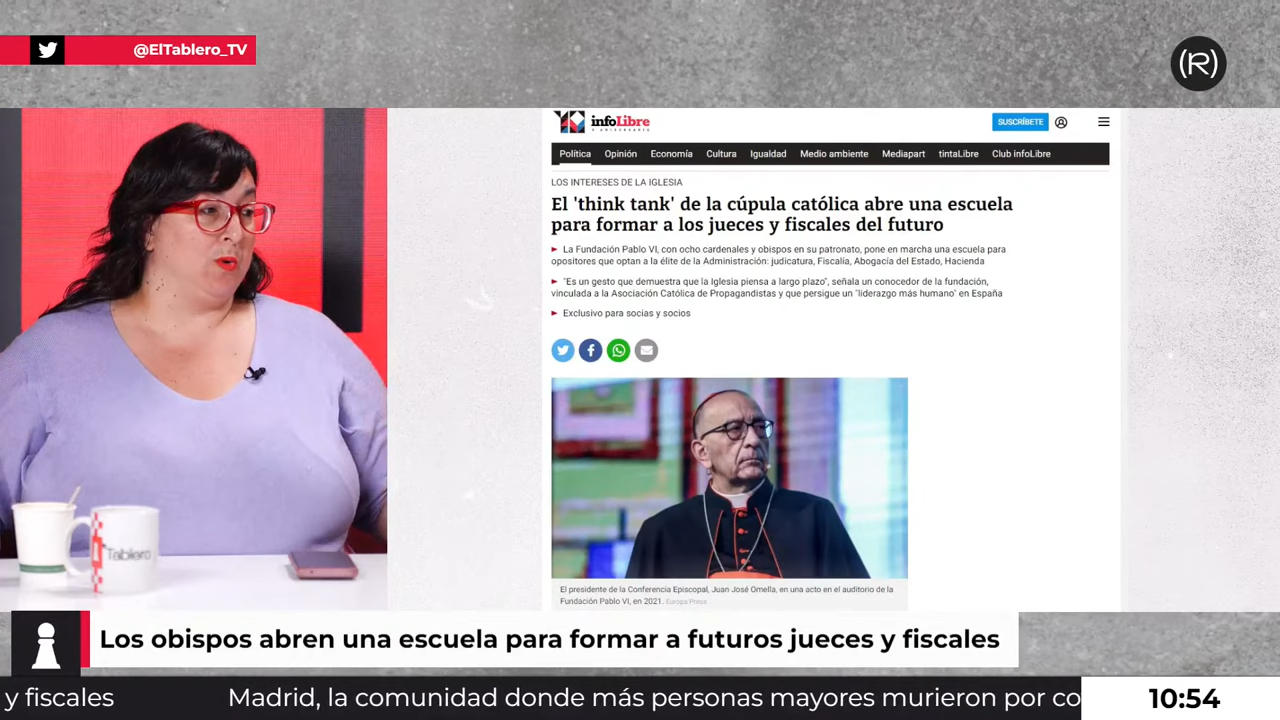 @ElTablero_TV
(R)
infoLibre
SUSCRÍBETE
Política Opinión Economía Cultura Igualdad Medio ambiente Mediapart tintaLibre Club infoLibre
LOS INTERESES DE LA IGLESIA
El 'think tank' de la cúpula católica abre una escuela
para formar a los jueces y fiscales del futuro
La Fundación Pablo VI, con ocho cardenales y obispos en su patronato, pone en marcha una escuela para
opositores que optan a la élite de la Administración: judicatura, Fiscalía, Abogacía del Estado, Hacienda
"Es un gesto que demuestra que la Iglesia piensa a largo plazo", señala un conocedor de la fundación,
vinculada a la Asociación Católica de Propagandistas y que persigue un "liderazgo más humano" en España
Exclusivo para socias y socios
El presidente de la Conferencia Episcopal, Juan José Omella, en una acto en el auditorio de la
Fundación Pablo VI, en 2021. Europa Press
Tablero
Los obispos abren una escuela para formar a futuros jueces y fiscales
y fiscales Madrid, la comunidad donde más personas mayores murieron por co
10:54